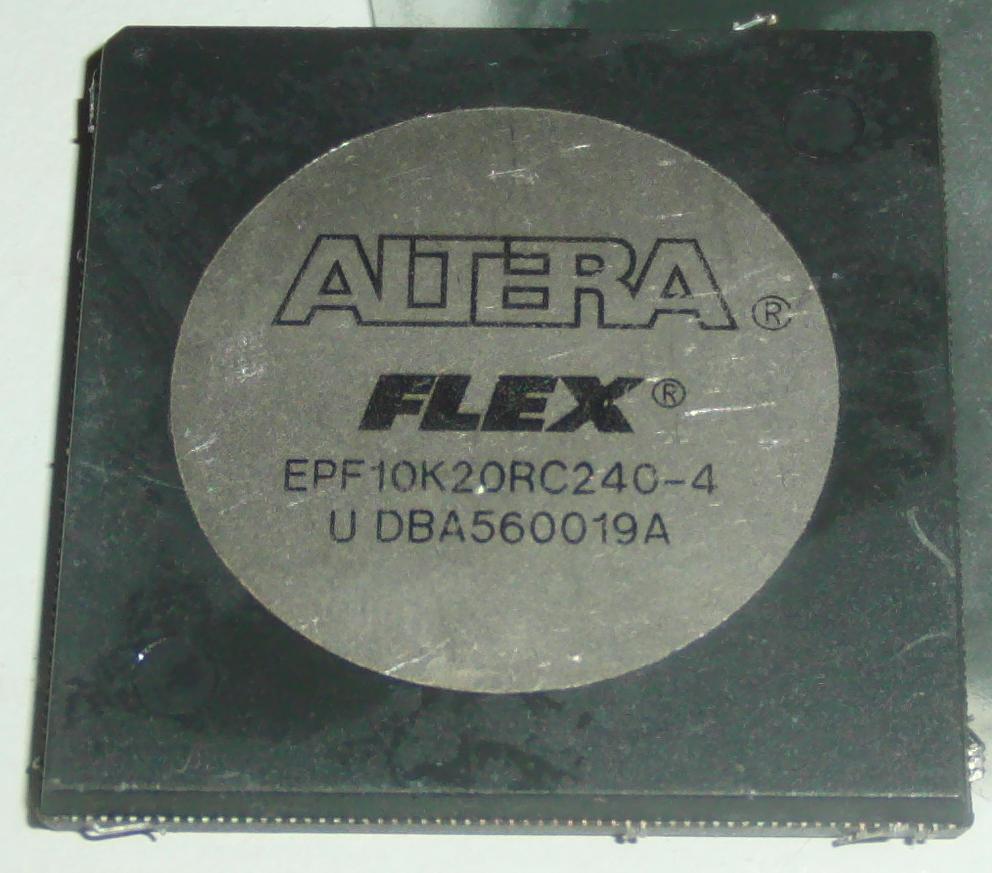 ALTERA®
FLEX®
EPF10K20RC240-4
U DBA560019A